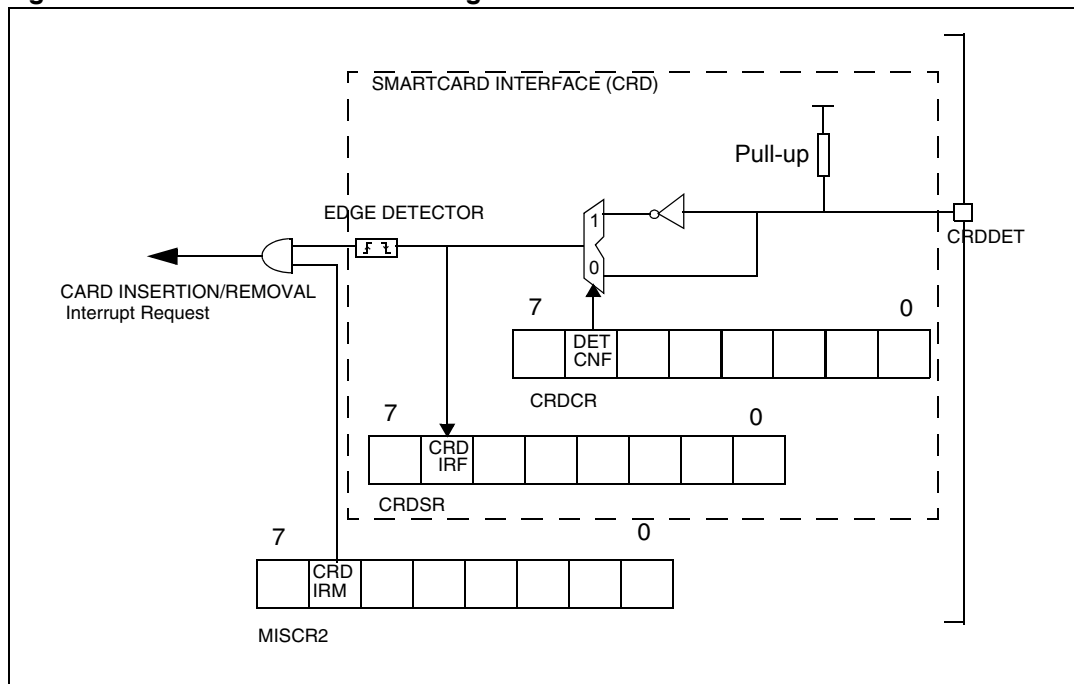 SMARTCARD INTERFACE (CRD)
Pull-up
EDGE DETECTOR
1
CRDDET
0
CARD INSERTION/REMOVAL
Interrupt Request
7
0
DET
CNF
CRDCR
7
0
CRD
IRF
CRDSR
7
0
CRD
IRM
MISCR2